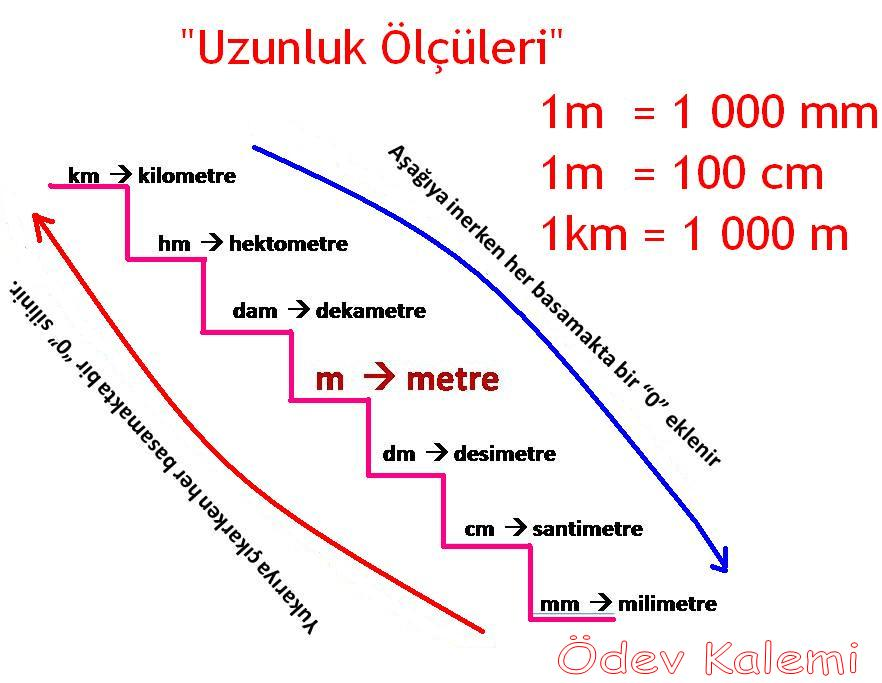 "Uzunluk Ölçüleri"
1m = 1 000 mm
1m = 100 cm
1km = 1 000 m
km → kilometre
hm → hektometre
dam → dekametre
m → metre
dm → desimetre
cm → santimetre
mm → milimetre
Aşağıya inerken her basamakta bir "0" eklenir
Yukarıya çıkarken her basamakta bir "0" silinir.
Ödev Kalemi